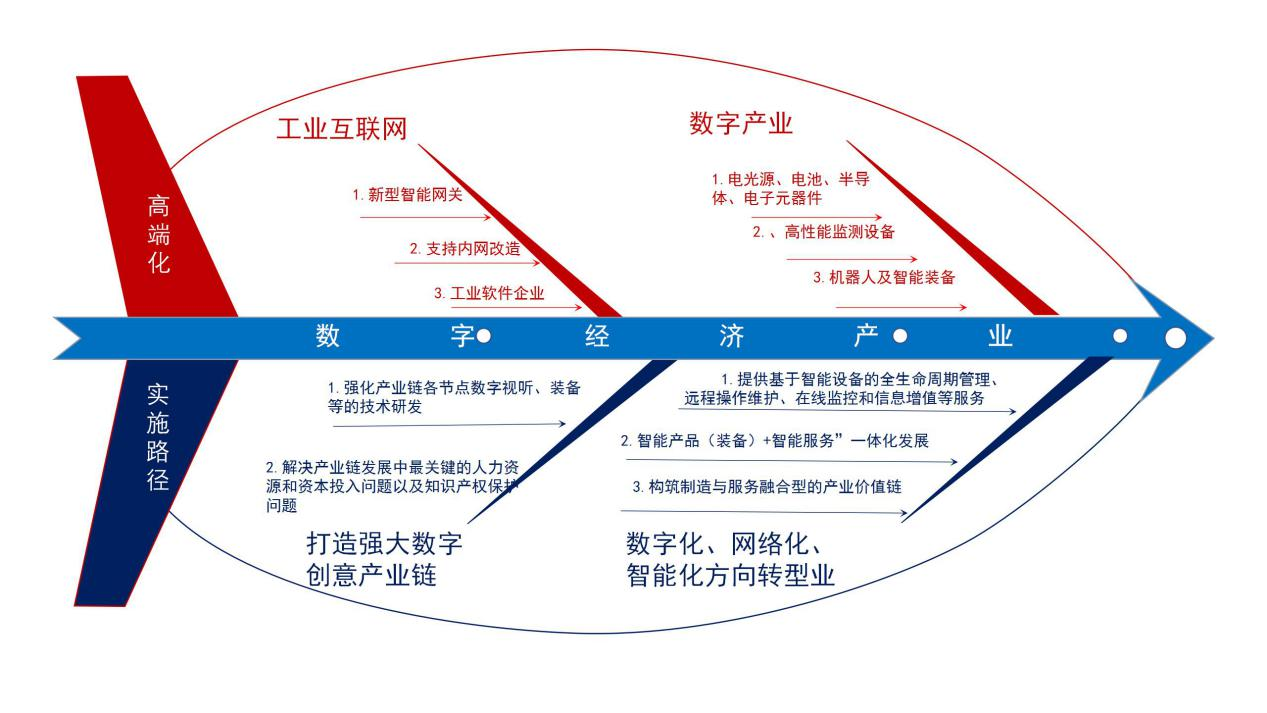 工业互联网
1.新型智能网关
2.支持内网改造
3.工业软件企业
数字产业
1.电光源、电池、半导
体、电子元器件
2.、高性能监测设备
3.机器人及智能装备
高端化
数字经济产业
实施路径
1.强化产业链各节点数字视听、装备
等的技术研发
2.解决产业链发展中最关键的人力资
源和资本投入问题以及知识产权保护
问题
打造强大数字
创意产业链
1.提供基于智能设备的全生命周期管理、
远程操作维护、在线监控和信息增值等服务
2.智能产品（装备）+智能服务”一体化发展
3.构筑制造与服务融合型的产业价值链
数字化、网络化、
智能化方向转型业